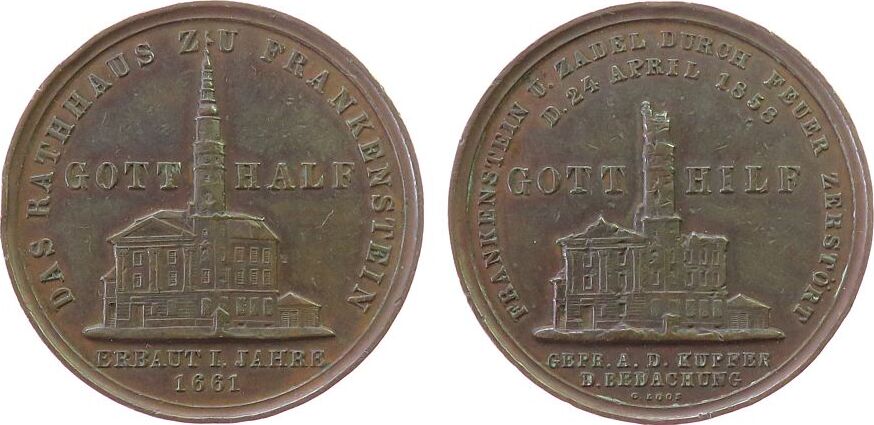 DAS RATHHAUS ZU FRANKENSTEIN
GOTT HALF
ERBAUT I. JAHRE
1661
FRANKENSTEIN U. ZADEL DURCH FEUER ZERSTÖRT
D. 24 APRIL 1858
GOTT HILF
GEPR. A. D. KUPFER
D. BEDACHUNG
G. LOOS